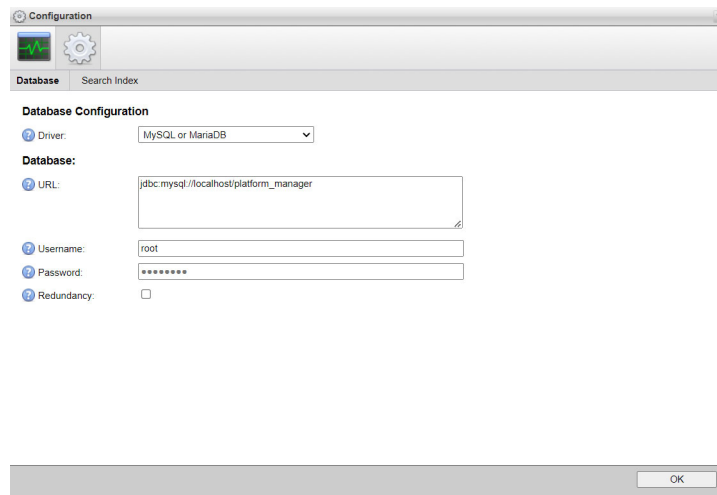 Configuration
Database Search Index
Database Configuration
? Driver: MySQL or MariaDB
Database:
? URL: jdbc:mysql://localhost/platform_manager
? Username: root
? Password: ●●●●●●●●
? Redundancy:
OK